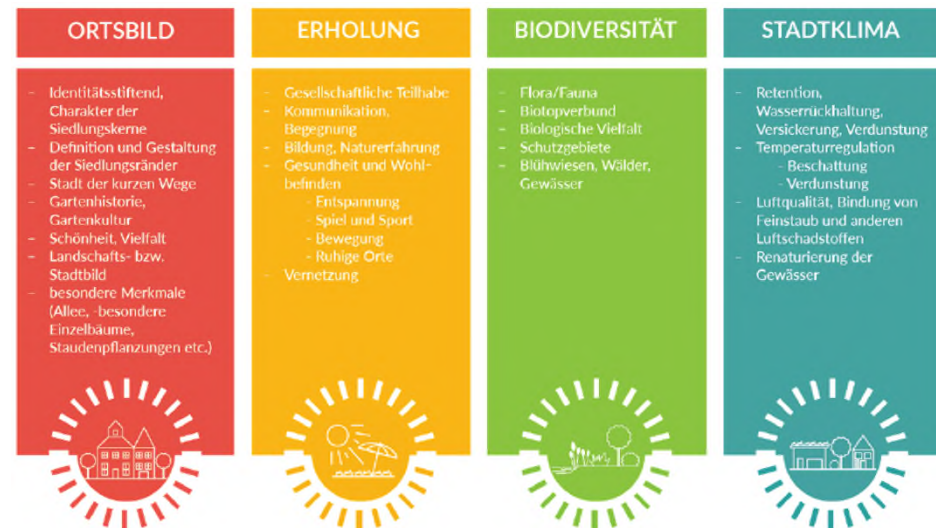 ORTSBILD
– Identitätsstiftend,
Charakter der
Siedlungskerne
– Definition und Gestaltung
der Siedlungsränder
– Stadt der kurzen Wege
– Gartenhistorie,
Gartenkultur
– Schönheit, Vielfalt
– Landschafts- bzw.
Stadtbild
– besondere Merkmale
(Allee, -besondere
Einzelbäume,
Staudenpflanzungen etc.)
ERHOLUNG
– Gesellschaftliche Teilhabe
– Kommunikation,
Begegnung
– Bildung, Naturerfahrung
– Gesundheit und Wohl-
befinden
- Entspannung
- Spiel und Sport
- Bewegung
- Ruhige Orte
– Vernetzung
BIODIVERSITÄT
– Flora/Fauna
– Biotopverbund
– Biologische Vielfalt
– Schutzgebiete
– Blühwiesen, Wälder,
Gewässer
STADTKLIMA
– Retention,
Wasserrückhaltung,
Versickerung, Verdunstung
– Temperaturregulation
- Beschattung
- Verdunstung
– Luftqualität, Bindung von
Feinstaub und anderen
Luftschadstoffen
– Renaturierung der
Gewässer